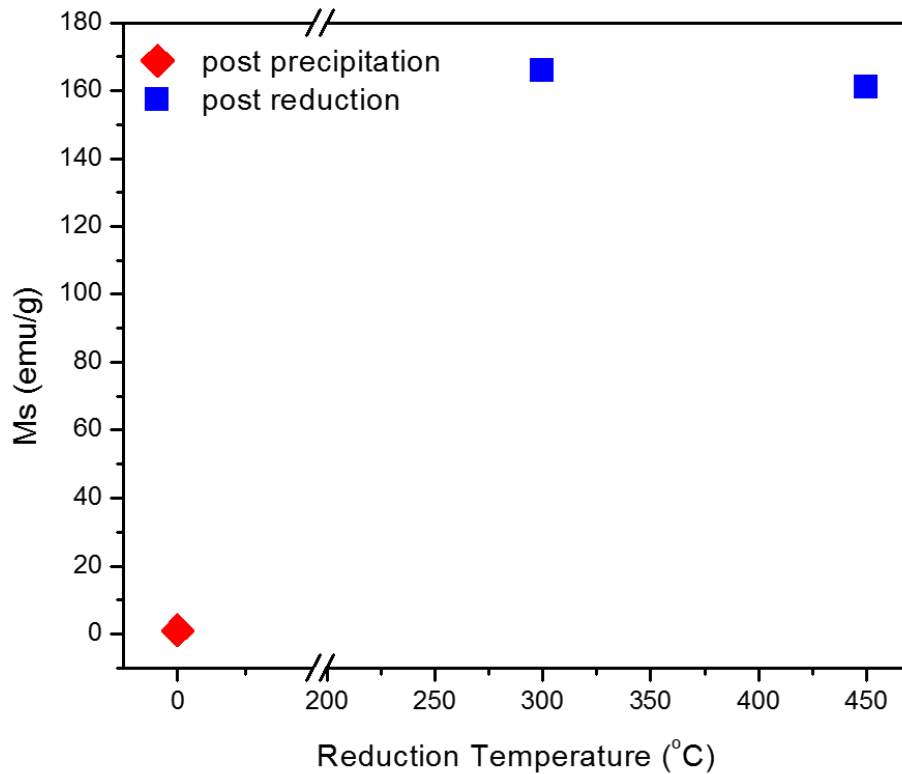 180
post precipitation
160
post reduction
140
120
100
80
60
40
20
0
Ms (emu/g)
0 200 250 300 350 400 450
Reduction Temperature (°C)